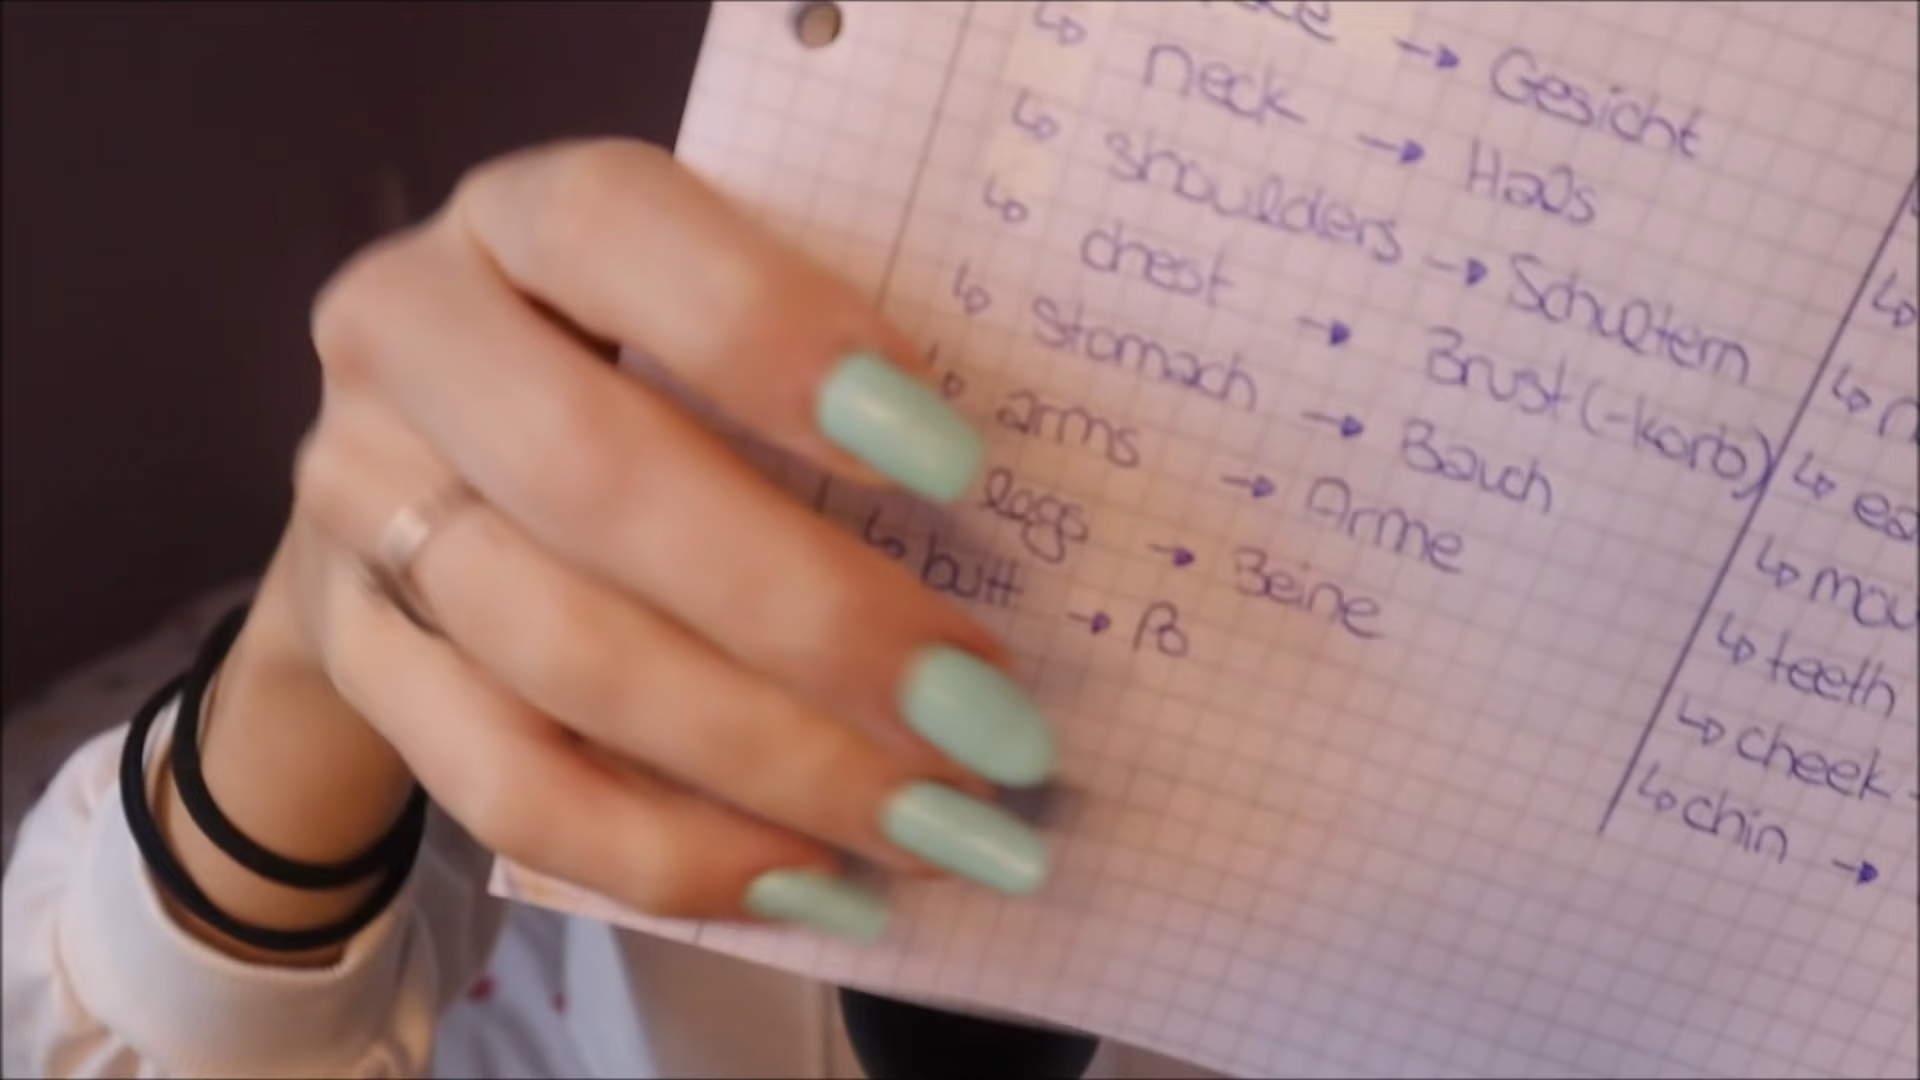 ↳ → Gesicht
↳ neck → Hals
↳ shoulders → Schultern
↳ chest → Brust(-korb)
↳ stomach → Bauch
↳ arms → Arme
legs → Beine
↳ butt → Po
↳
↳
↳
↳
↳ teeth
↳ cheek
↳ chin →